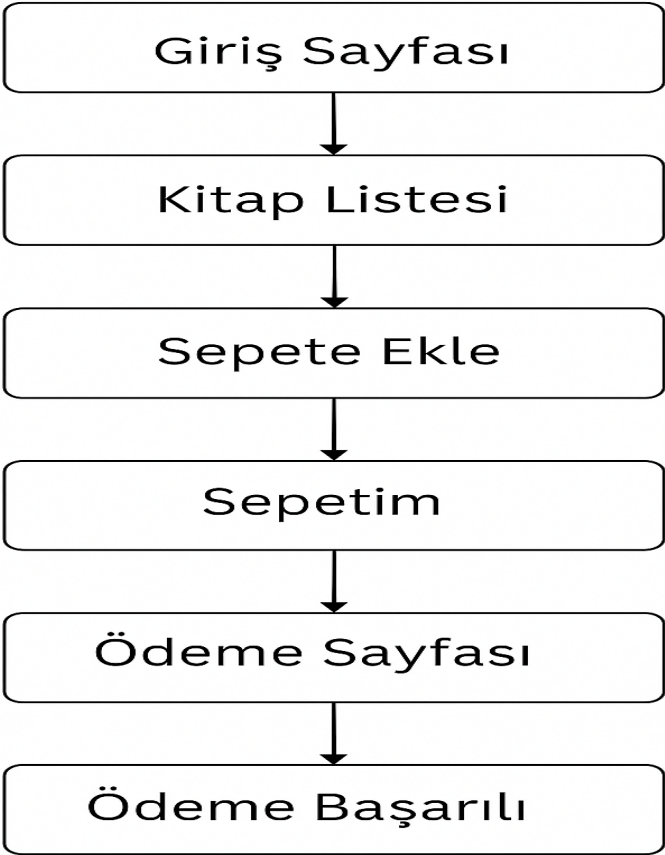 Giriş Sayfası
Kitap Listesi
Sepete Ekle
Sepetim
Ödeme Sayfası
Ödeme Başarılı